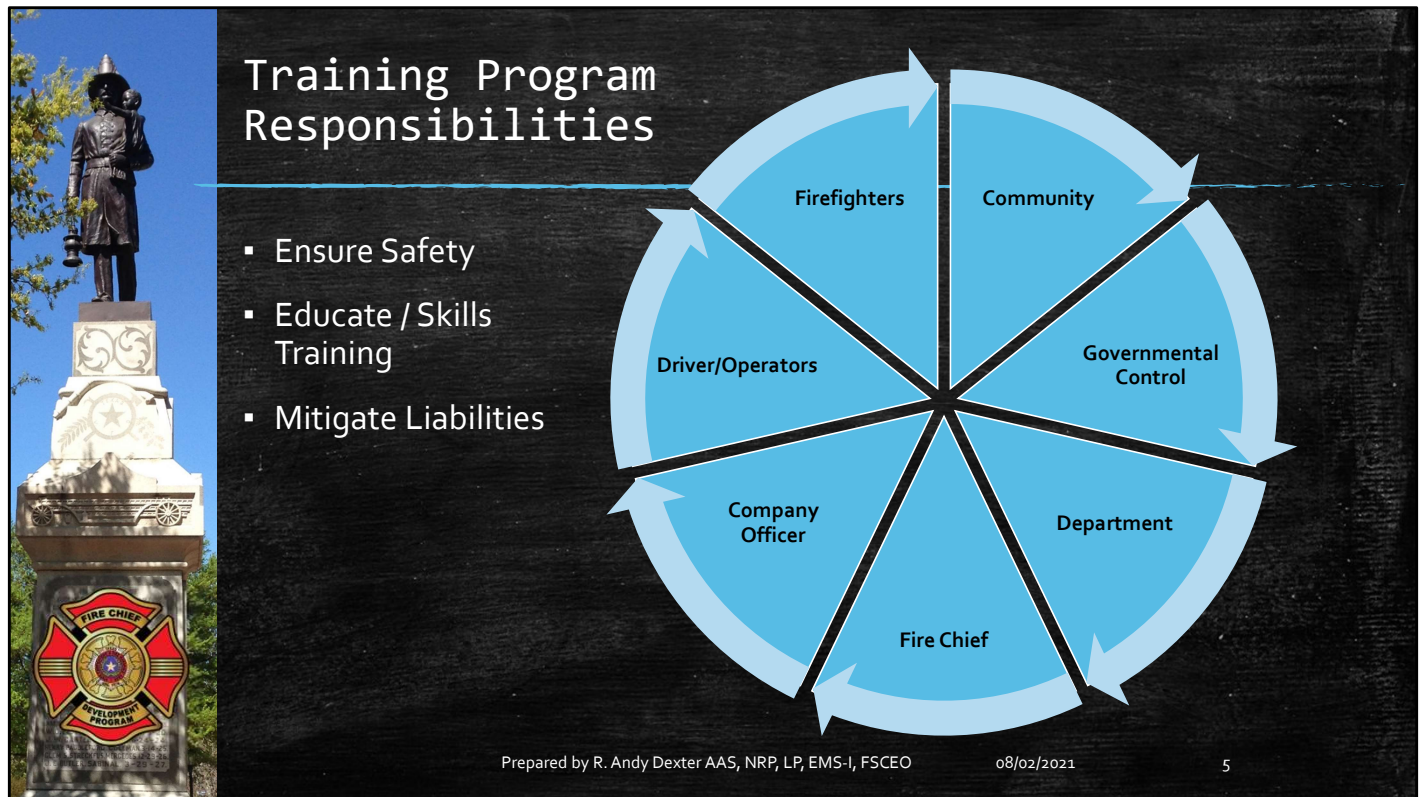 Training Program
Responsibilities
▪ Ensure Safety
▪ Educate / Skills
Training
▪ Mitigate Liabilities
Firefighters
Community
Driver/Operators
Governmental
Control
Company
Officer
Department
Fire Chief
FIRE CHIEF
DEVELOPMENT
PROGRAM
Prepared by R. Andy Dexter AAS, NRP, LP, EMS-I, FSCEO
08/02/2021
5